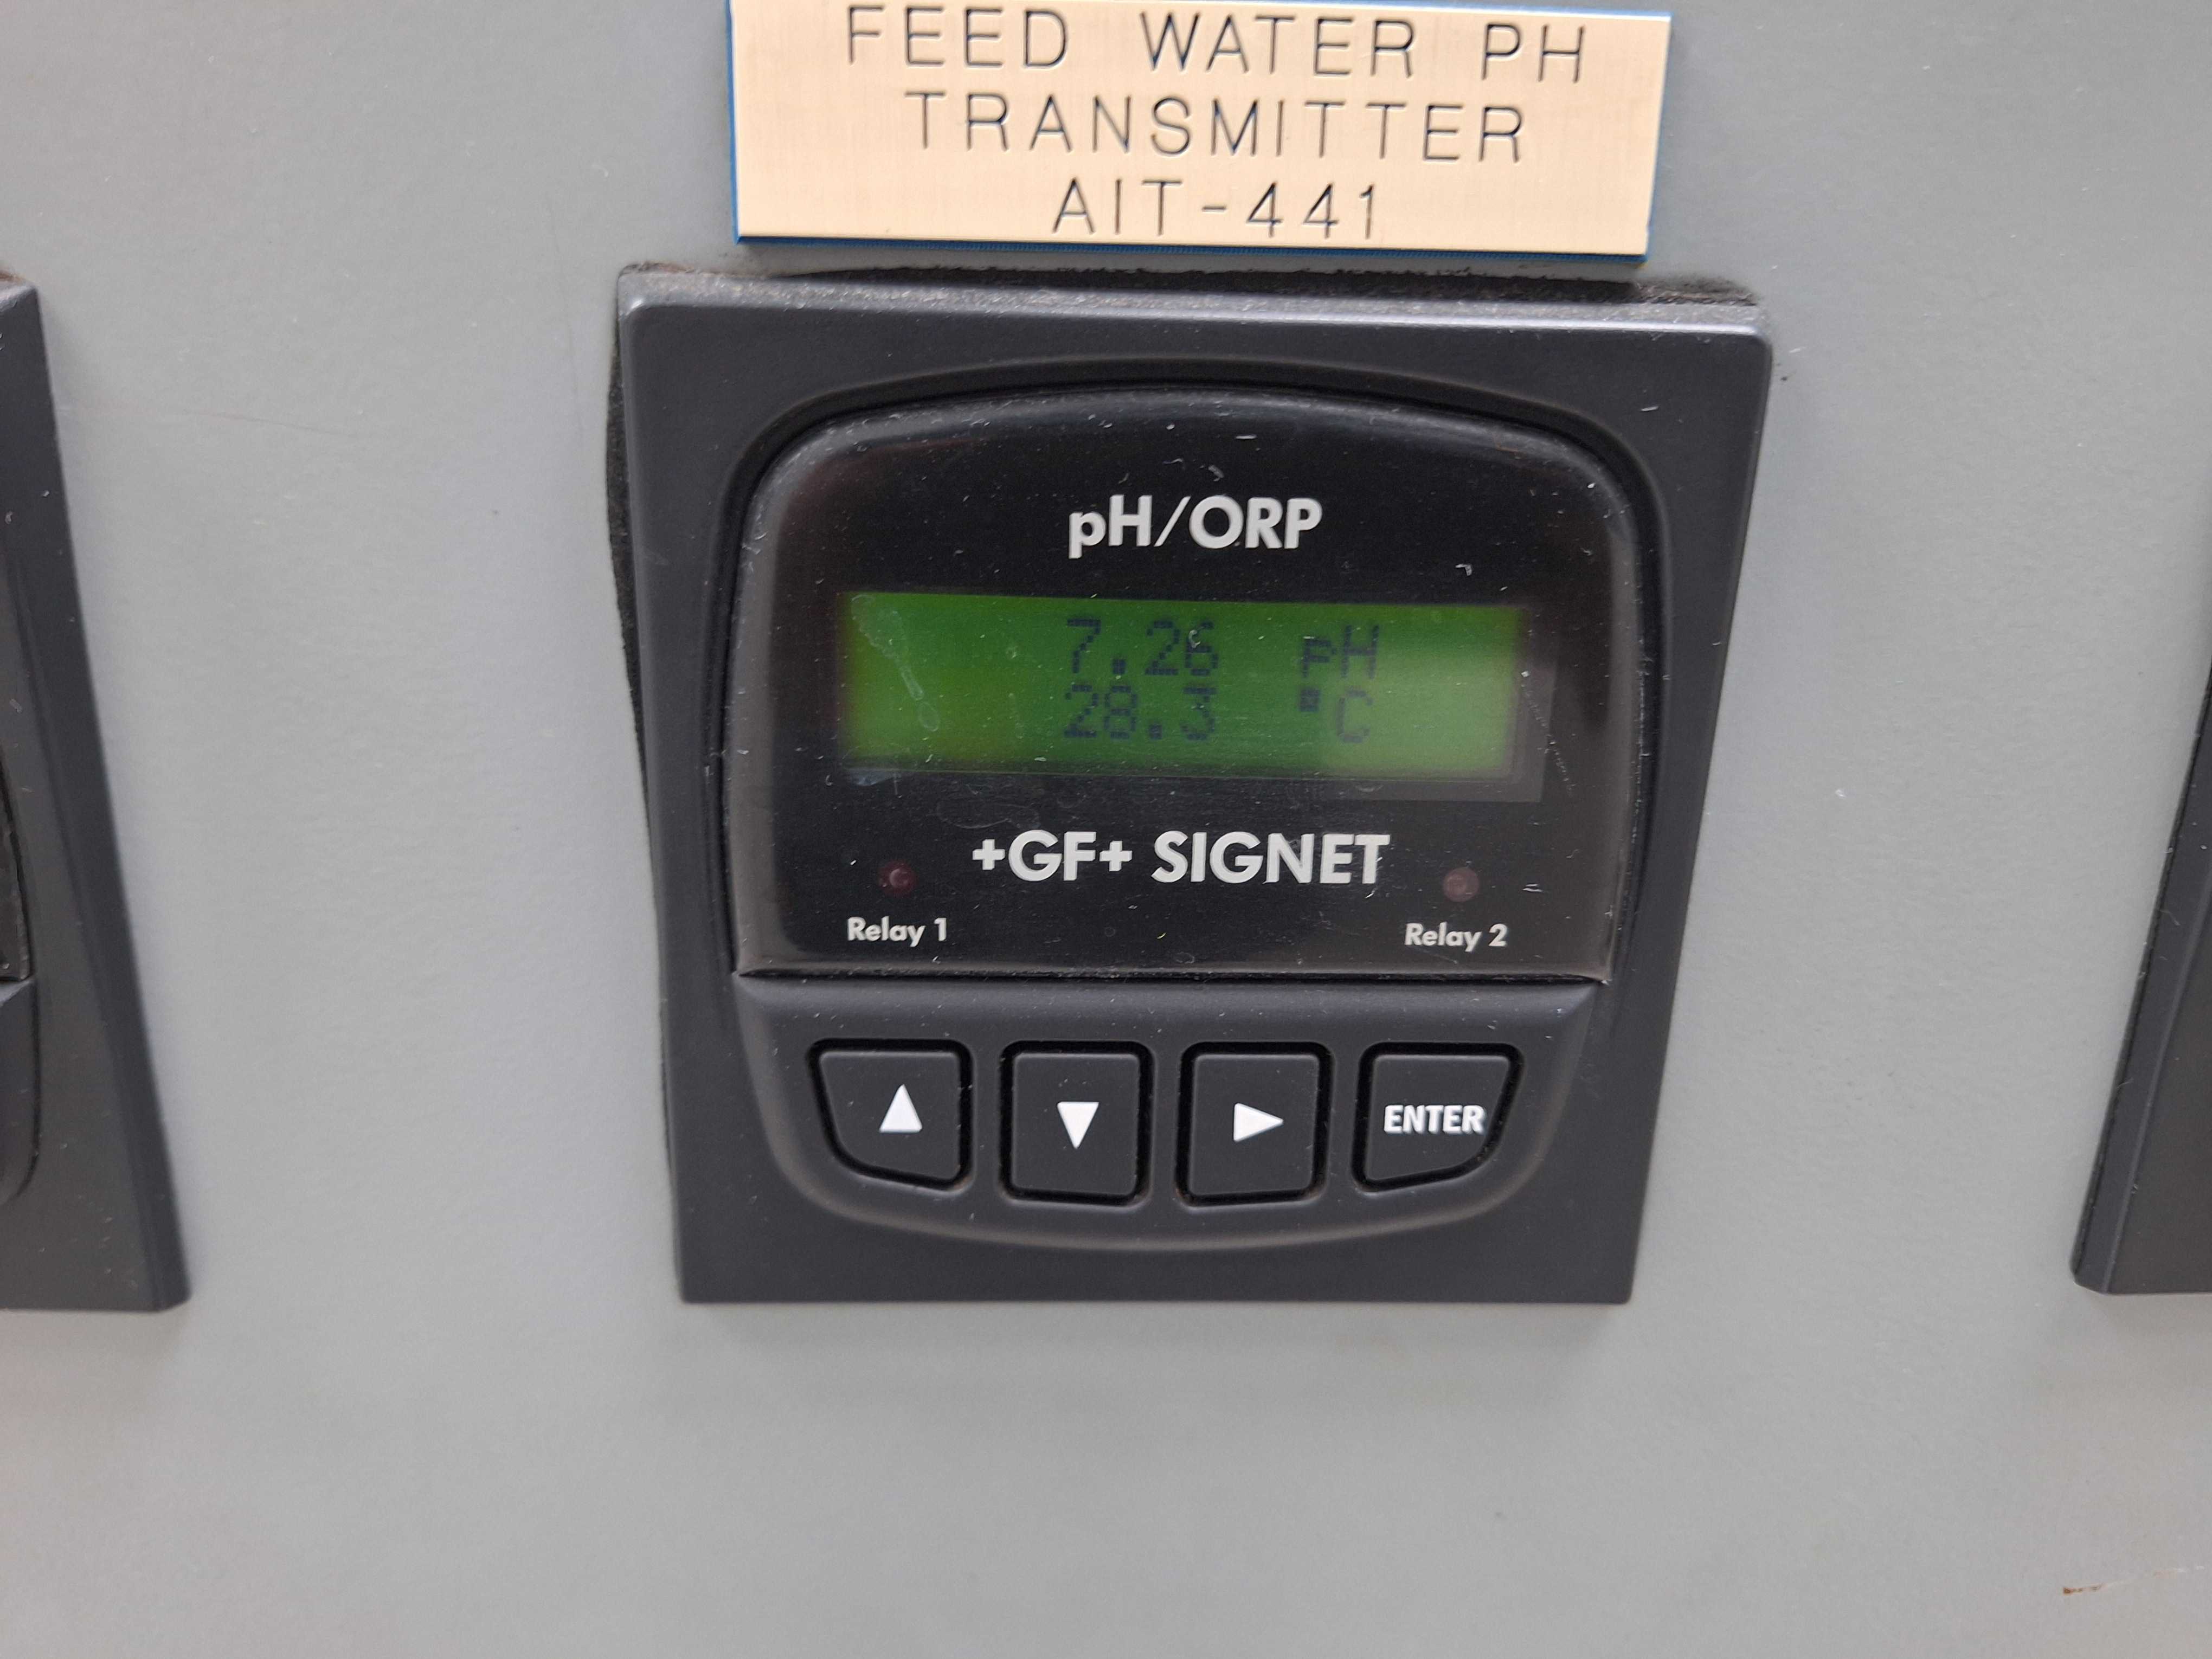 FEED WATER PH
TRANSMITTER
AIT-441
pH/ORP
7.26 pH
28.3 °C
+GF+ SIGNET
Relay 1
Relay 2
ENTER